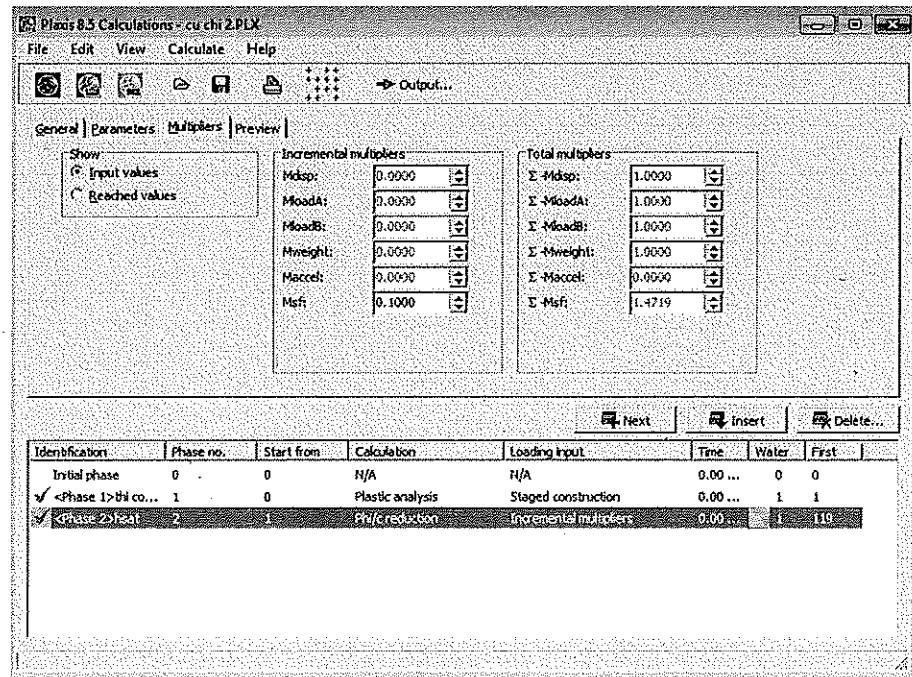 Plaxis 8.5 Calculations - cu chi 2.PLX
File Edit View Calculate Help
Output...
General Parameters Multipliers Preview
Show
Input values
Reached values
Incremental multipliers
Mdisp: 0.0000
MloadA: 0.0000
MloadB: 0.0000
Mweight: 0.0000
Maccel: 0.0000
Msf: 0.1000
Total multipliers
Σ -Mdisp: 1.0000
Σ -MloadA: 1.0000
Σ -MloadB: 1.0000
Σ -Mweight: 1.0000
Σ -Maccel: 0.0000
Σ -Msf: 1.4719
Next Insert Delete...
Identification Phase no. Start from Calculation Loading input Time Water First
Initial phase 0 0 N/A N/A 0.00 ... 0 0
<Phase 1>thi co... 1 0 Plastic analysis Staged construction 0.00 ... 1 1
<Phase 2> 2 1 Phi/c reduction Incremental multipliers 0.00 ... 1 119